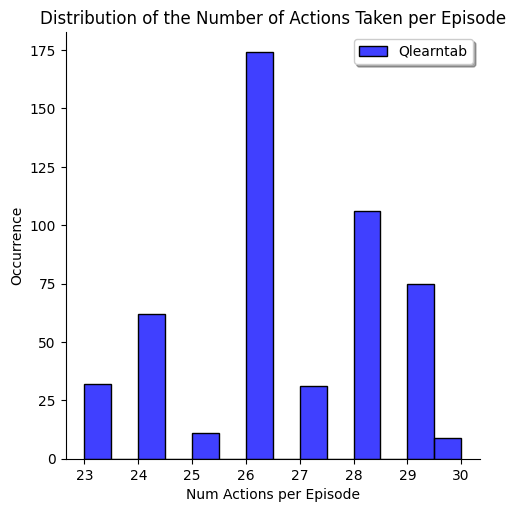 Distribution of the Number of Actions Taken per Episode
Qlearntab
175
150
125
100
75
50
25
0
Occurrence
23 24 25 26 27 28 29 30
Num Actions per Episode